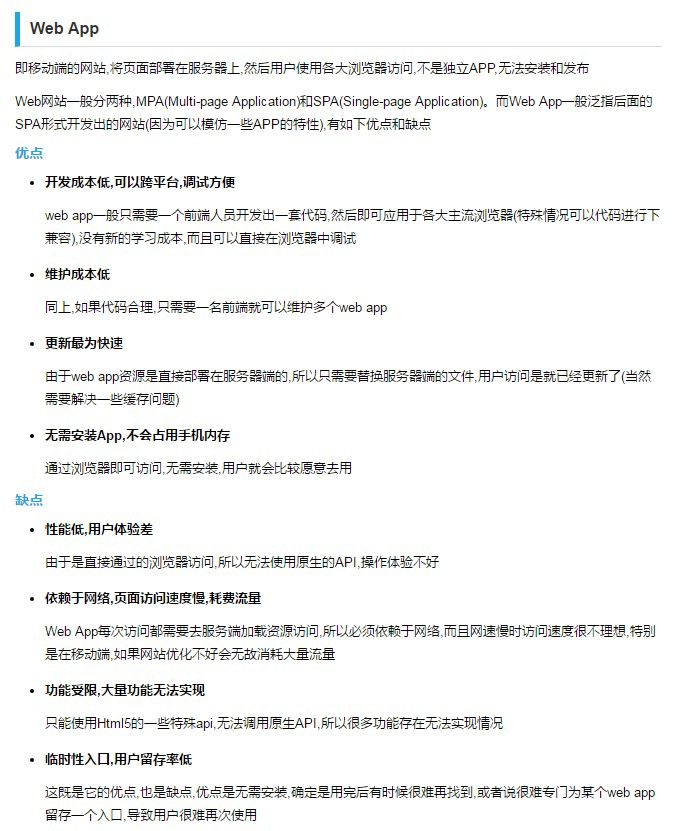 Web App
即移动端的网站,将页面部署在服务器上,然后用户使用各大浏览器访问,不是独立APP,无法安装和发布
Web网站一般分两种,MPA(Multi-page Application)和SPA(Single-page Application)。而Web App一般泛指后面的
SPA形式开发出的网站(因为可以模仿一些APP的特性),有如下优点和缺点
优点
• 开发成本低,可以跨平台,调试方便
web app一般只需要一个前端人员开发出一套代码,然后即可应用于各大主流浏览器(特殊情况可以代码进行下
兼容),没有新的学习成本,而且可以直接在浏览器中调试
• 维护成本低
同上,如果代码合理,只需要一名前端就可以维护多个web app
• 更新最为快速
由于web app资源是直接部署在服务器端的,所以只需要替换服务器端的文件,用户访问是就已经更新了(当然
需要解决一些缓存问题)
• 无需安装App,不会占用手机内存
通过浏览器即可访问,无需安装,用户就会比较愿意去用
缺点
• 性能低,用户体验差
由于是直接通过的浏览器访问,所以无法使用原生的API,操作体验不好
• 依赖于网络,页面访问速度慢,耗费流量
Web App每次访问都需要去服务端加载资源访问,所以必须依赖于网络,而且网速慢时访问速度很不理想,特别
是在移动端,如果网站优化不好会无故消耗大量流量
• 功能受限,大量功能无法实现
只能使用Html5的一些特殊api,无法调用原生API,所以很多功能存在无法实现情况
• 临时性入口,用户留存率低
这既是它的优点,也是缺点,优点是无需安装,确定是用完后有时候很难再找到,或者说很难专门为某个web app
留存一个入口,导致用户很难再次使用